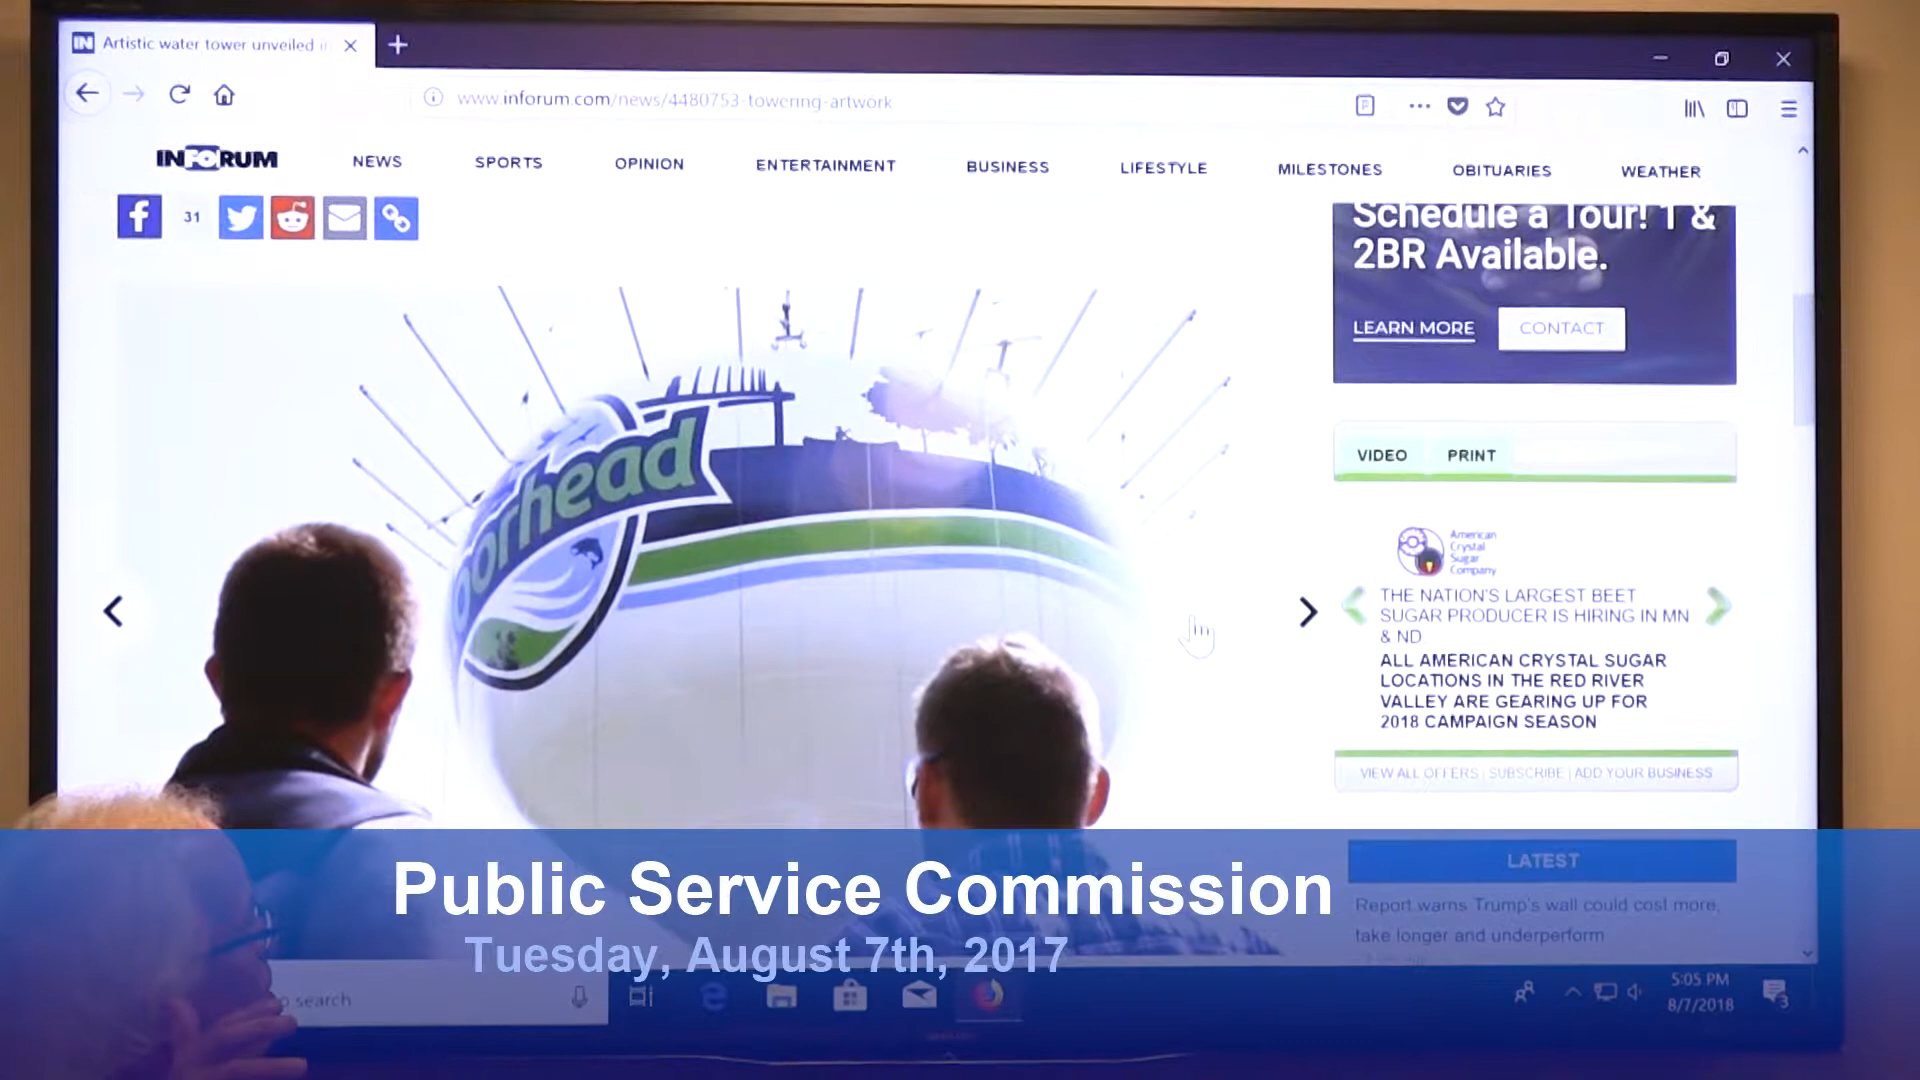 IN Artistic water tower unveiled in
www.inforum.com/news/4480753-towering-artwork
INFORUM NEWS SPORTS OPINION ENTERTAINMENT BUSINESS LIFESTYLE MILESTONES OBITUARIES WEATHER
31
Schedule a Tour! 1 &
2BR Available.
LEARN MORE CONTACT
oorhead
VIDEO PRINT
American
Crystal
Sugar
Company
THE NATION'S LARGEST BEET
SUGAR PRODUCER IS HIRING IN MN
& ND
ALL AMERICAN CRYSTAL SUGAR
LOCATIONS IN THE RED RIVER
VALLEY ARE GEARING UP FOR
2018 CAMPAIGN SEASON
VIEW ALL OFFERS | SUBSCRIBE | ADD YOUR BUSINESS
LATEST
Report warns Trump's wall could cost more,
take longer and underperform
Public Service Commission
Tuesday, August 7th, 2017
o search
5:05 PM
8/7/2018
3